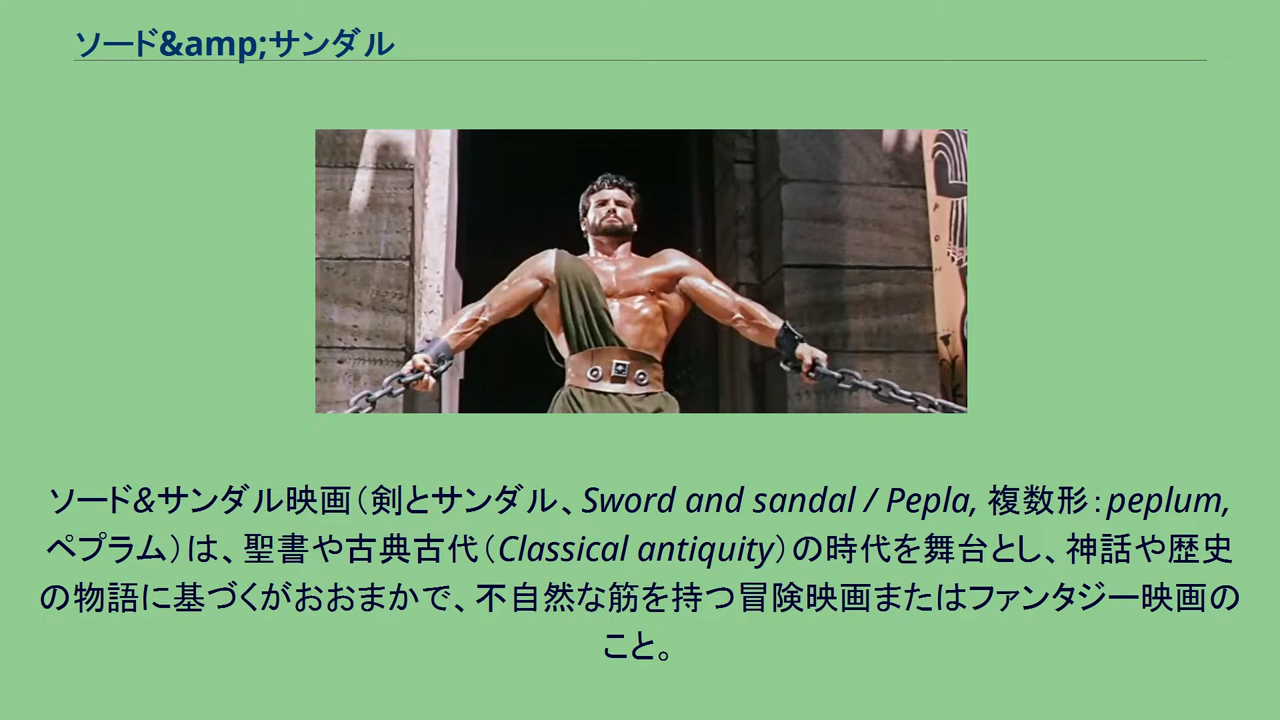 ソード&amp;サンダル
ソード&サンダル映画（剣とサンダル、Sword and sandal / Pepla, 複数形：peplum,
ペプラム）は、聖書や古典古代（Classical antiquity）の時代を舞台とし、神話や歴史
の物語に基づくがおおまかで、不自然な筋を持つ冒険映画またはファンタジー映画の
こと。